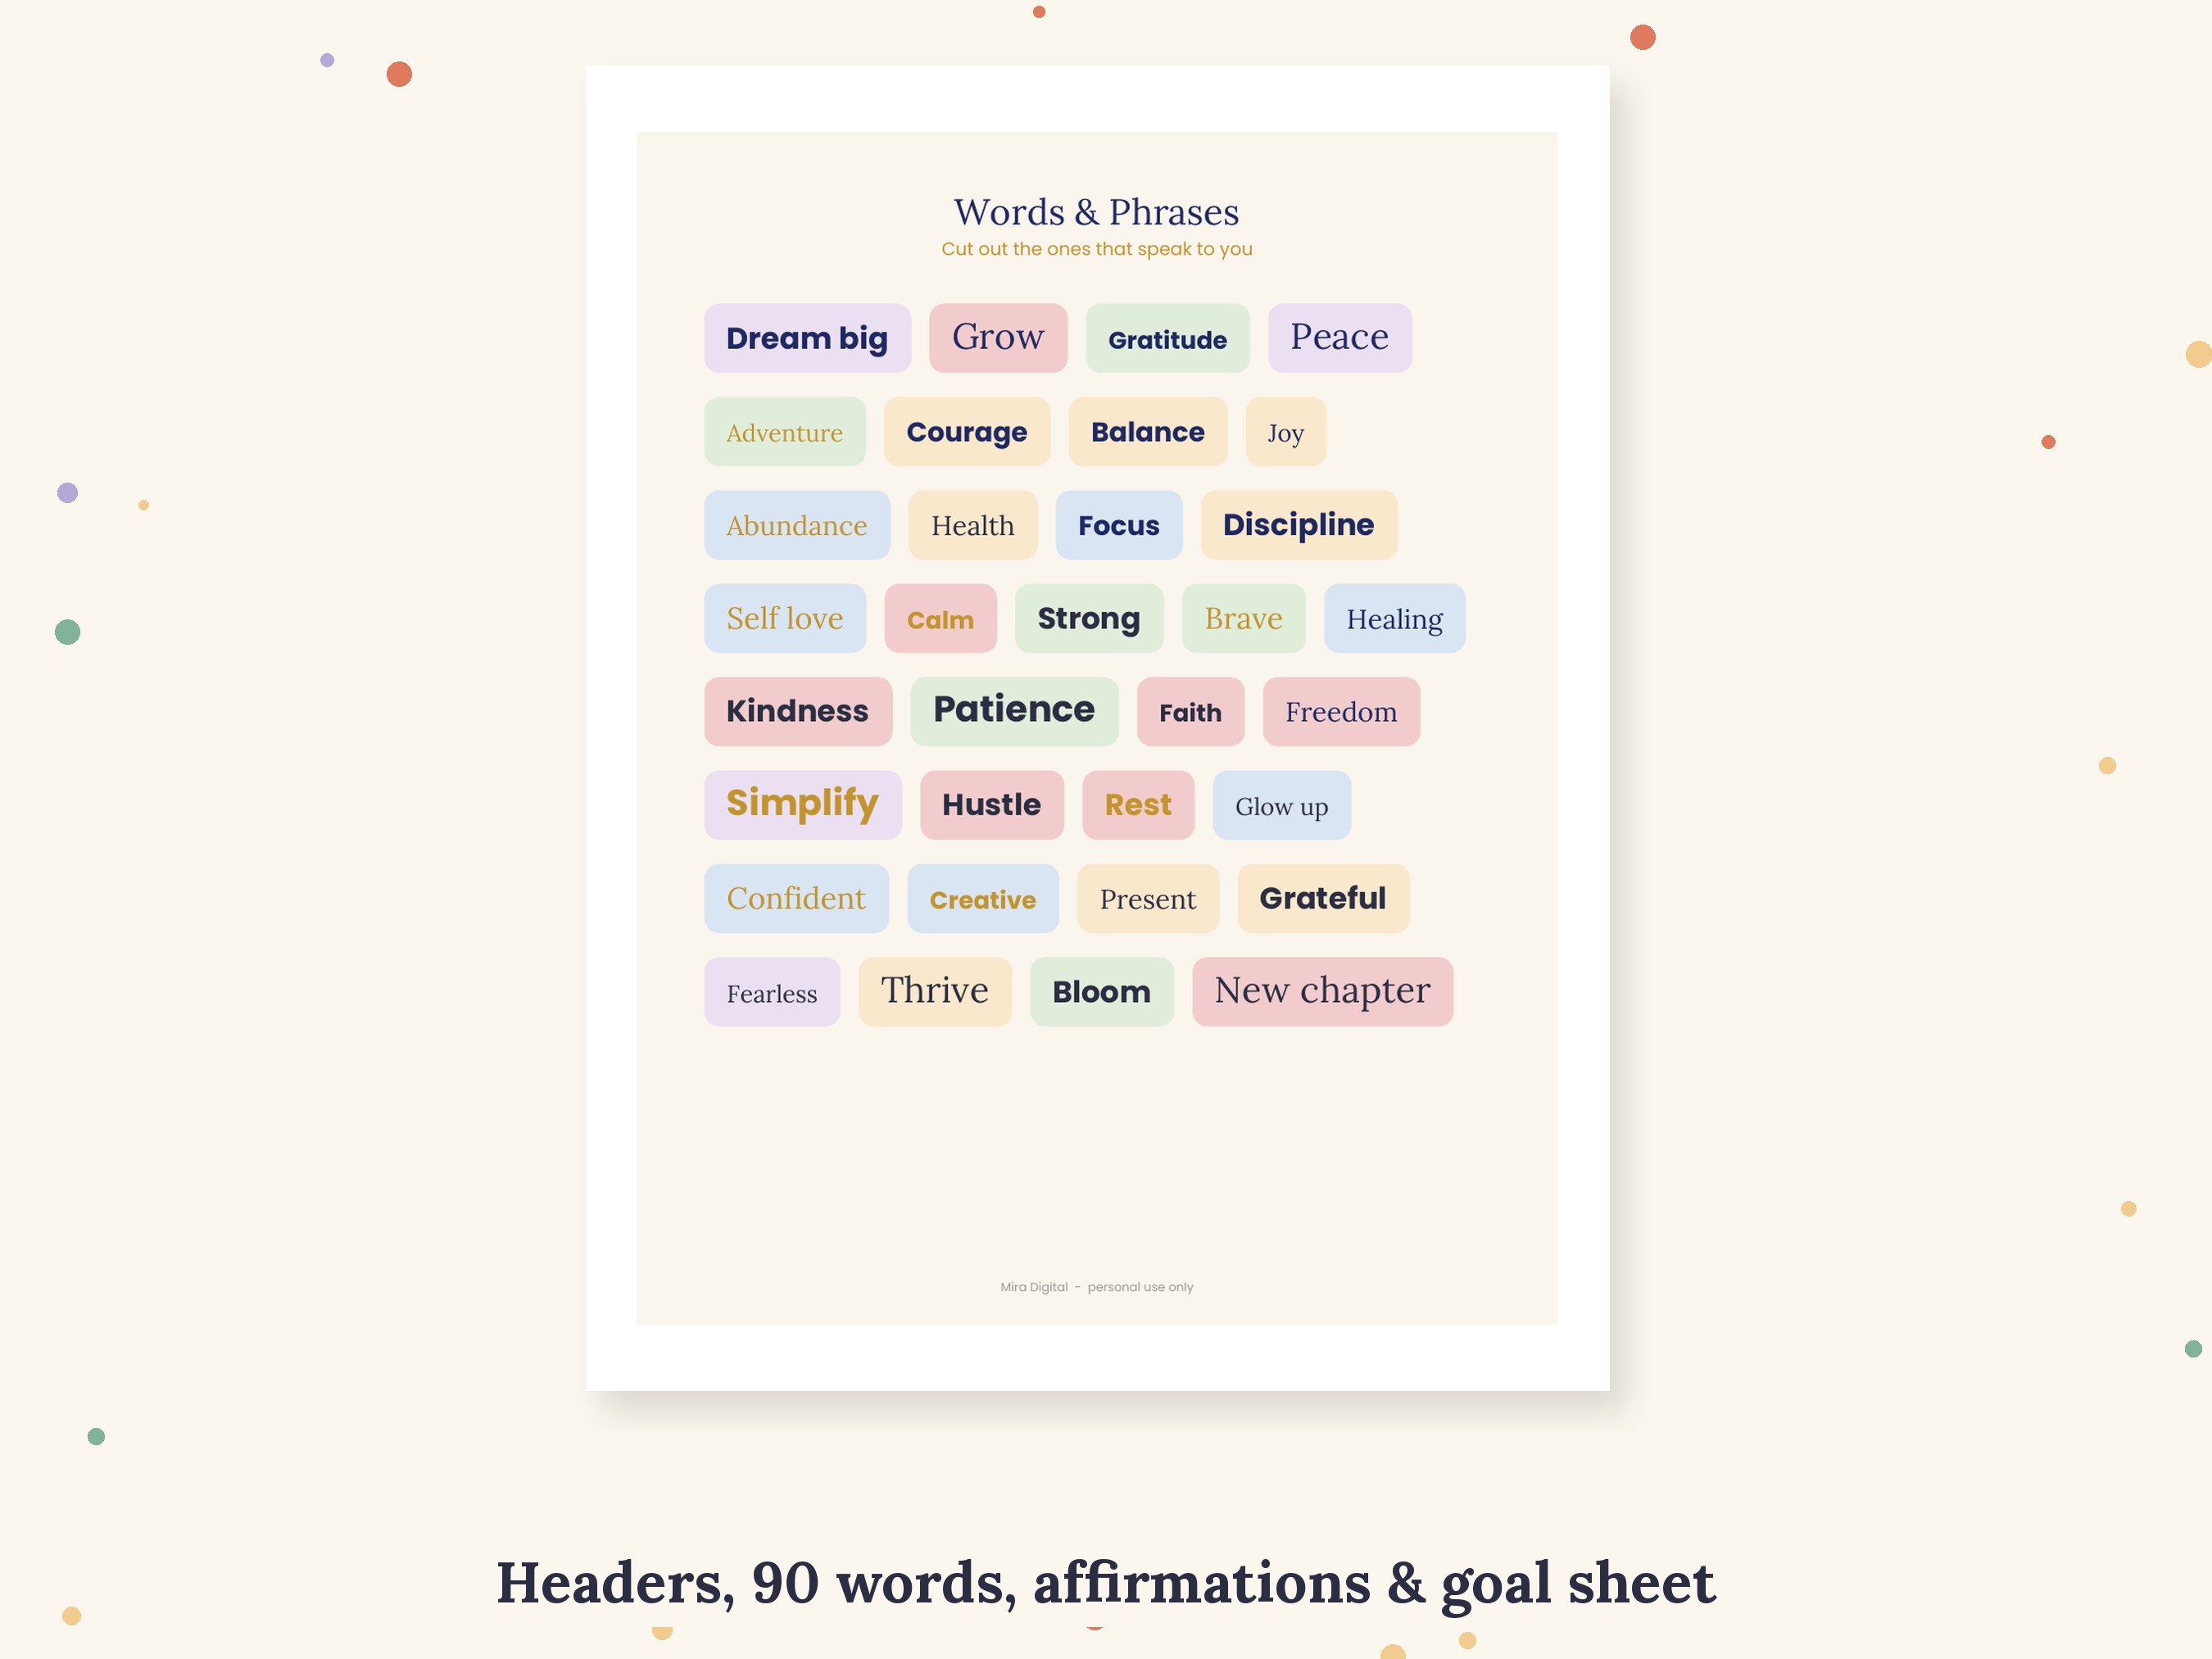 Words & Phrases
Cut out the ones that speak to you
Dream big Grow Gratitude Peace
Adventure Courage Balance Joy
Abundance Health Focus Discipline
Self love Calm Strong Brave Healing
Kindness Patience Faith Freedom
Simplify Hustle Rest Glow up
Confident Creative Present Grateful
Fearless Thrive Bloom New chapter
Mira Digital - personal use only
Headers, 90 words, affirmations & goal sheet